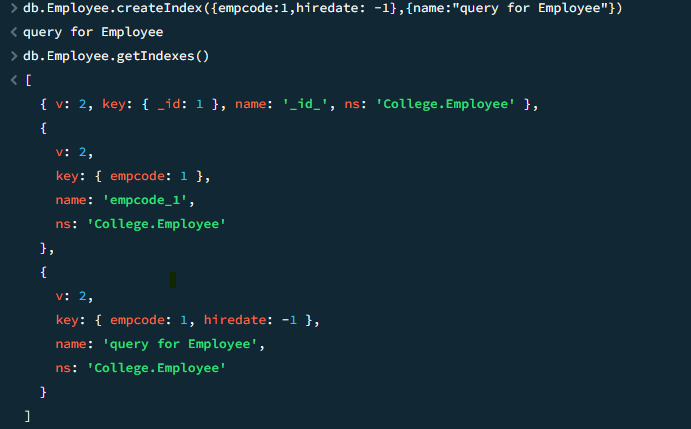 > db.Employee.createIndex({empcode:1,hiredate: -1},{name:"query for Employee"})
< query for Employee
> db.Employee.getIndexes()
< [
{ v: 2, key: { _id: 1 }, name: '_id_', ns: 'College.Employee' },
{
v: 2,
key: { empcode: 1 },
name: 'empcode_1',
ns: 'College.Employee'
},
{
v: 2,
key: { empcode: 1, hiredate: -1 },
name: 'query for Employee',
ns: 'College.Employee'
}
]